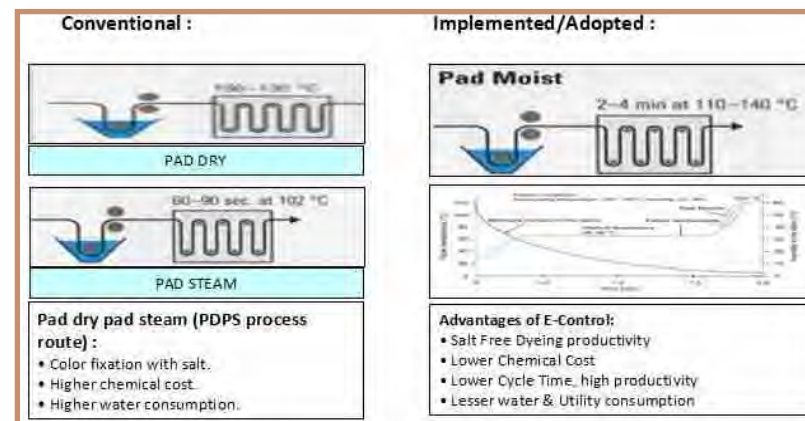 Conventional :
PAD DRY
60–90 sec. at 102 °C
PAD STEAM
Pad dry pad steam (PDPS process
route) :
• Color fixation with salt.
• Higher chemical cost.
• Higher water consumption.
Implemented/Adopted :
Pad Moist
2–4 min at 110–140 °C
Advantages of E-Control:
• Salt Free Dyeing productivity
• Lower Chemical Cost
• Lower Cycle Time, high productivity
• Lesser water & Utility consumption